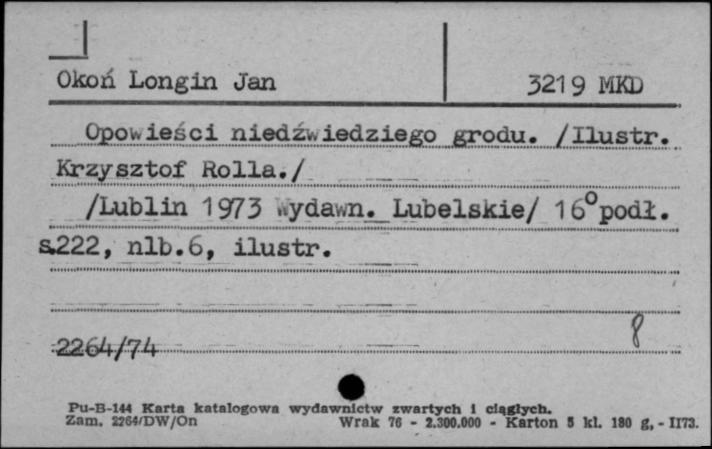 Okoń Longin Jan
3219 MKD
Opowieści niedźwiedziego grodu. /Ilustr.
Krzysztof Rolla./
/Lublin 1973 Wydawn. Lubelskie/ 16° podł.
s.222, nlb.6, ilustr.
8
2264/74
Pu-B-144 Karta katalogowa wydawnictw zwartych i ciągłych.
Zam. 2264/DW/On Wrak 76 - 2.300.000 - Karton 5 kl. 180 g, - II73.